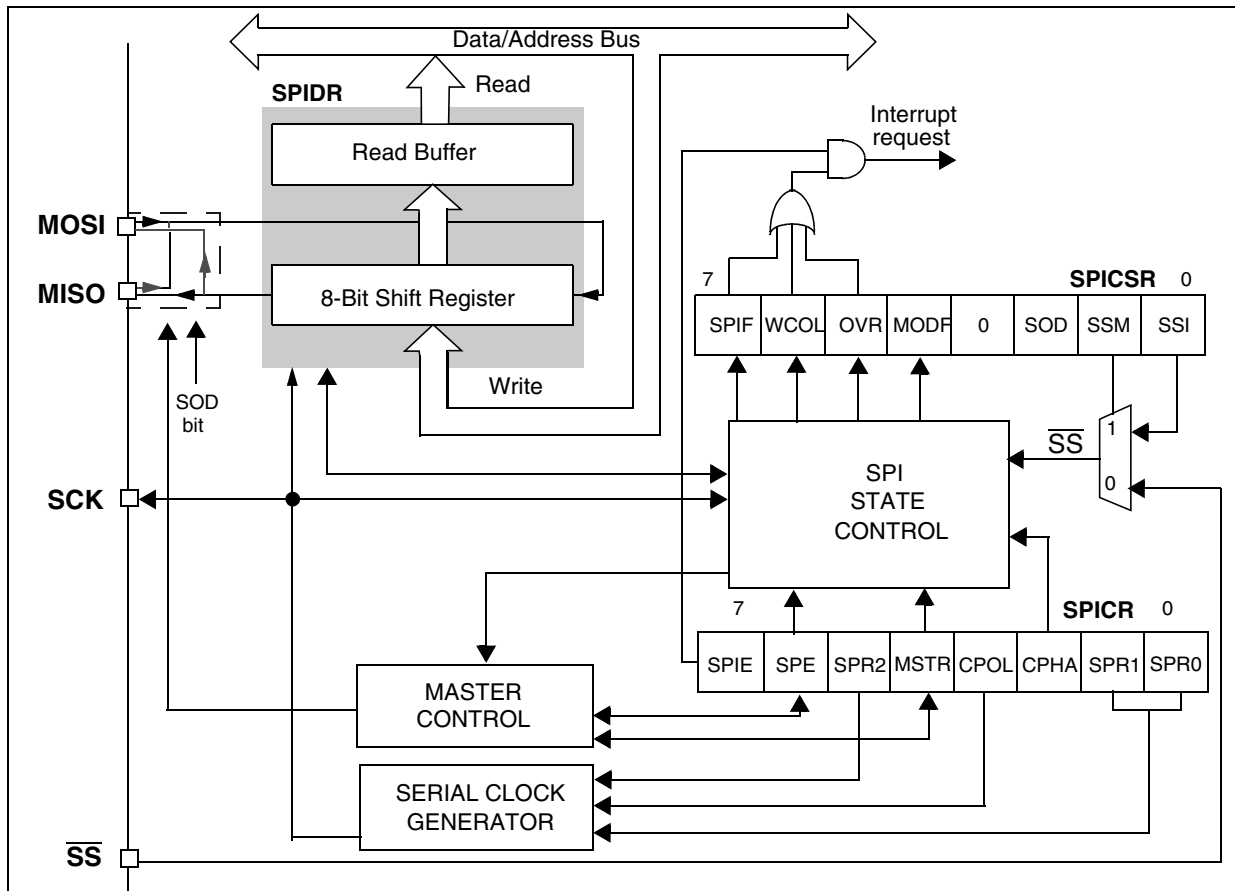 Data/Address Bus
SPIDR
Read
Read Buffer
Interrupt
request
MOSI
MISO
8-Bit Shift Register
7
SPICSR
0
SPIF
WCOL
OVR
MODF
0
SOD
SSM
SSI
Write
SOD
bit
1
SS
0
SCK
SPI
STATE
CONTROL
7
SPICR
0
SPIE
SPE
SPR2
MSTR
CPOL
CPHA
SPR1
SPR0
MASTER
CONTROL
SERIAL CLOCK
GENERATOR
SS